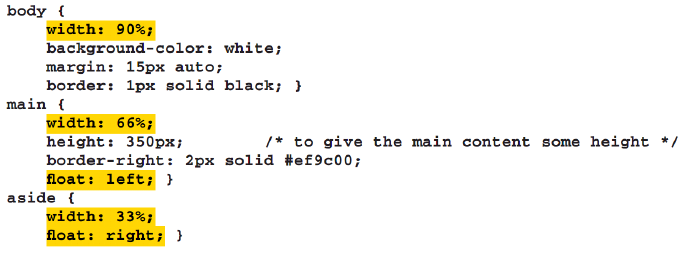 body {
    width: 90%;
    background-color: white;
    margin: 15px auto;
    border: 1px solid black; }
main {
    width: 66%;
    height: 350px;        /* to give the main content some height */
    border-right: 2px solid #ef9c00;
    float: left; }
aside {
    width: 33%;
    float: right; }